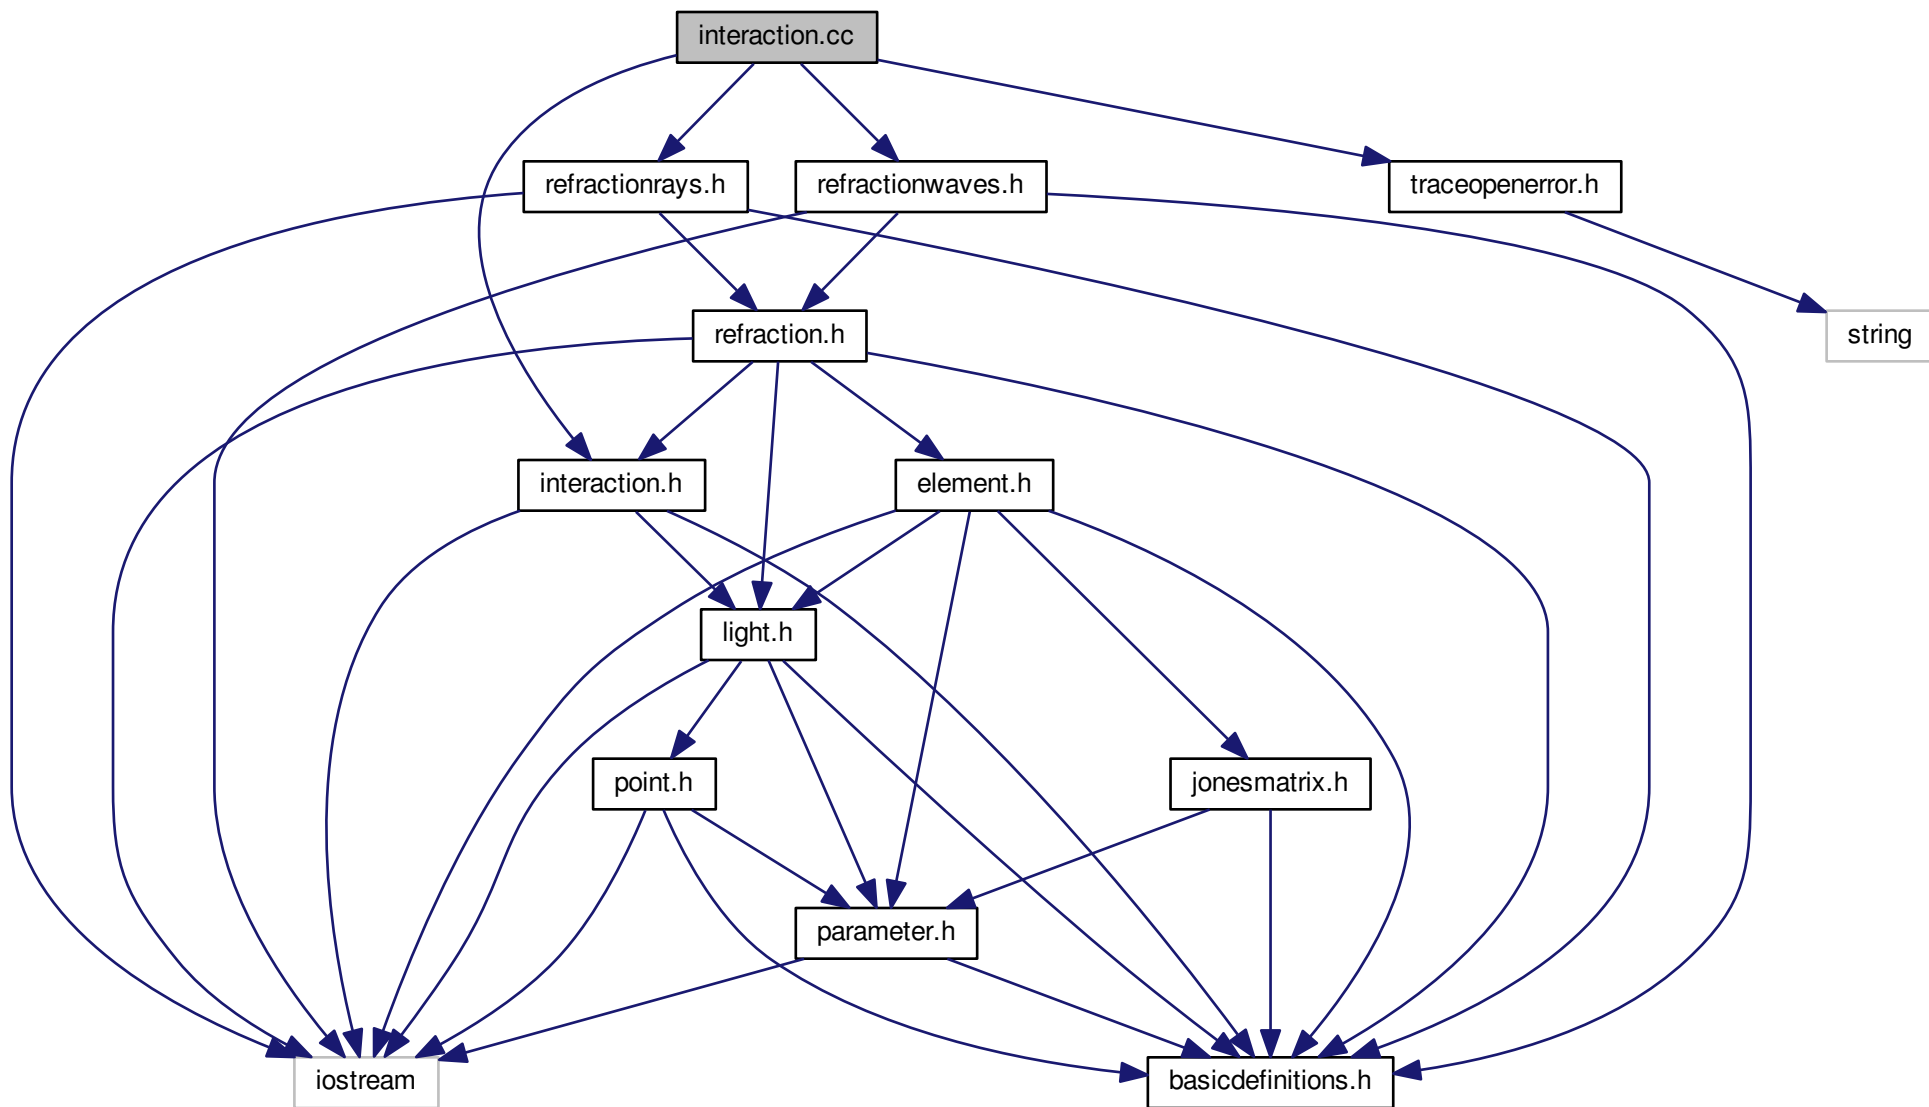 interaction.cc
refractionrays.h
refractionwaves.h
traceopenerror.h
refraction.h
string
interaction.h
element.h
light.h
point.h
jonesmatrix.h
parameter.h
iostream
basicdefinitions.h